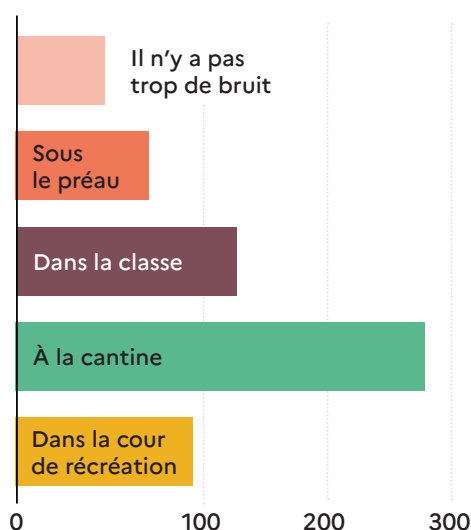 Il n’y a pas
trop de bruit
Sous
le préau
Dans la classe
À la cantine
Dans la cour
de récréation
0 100 200 300